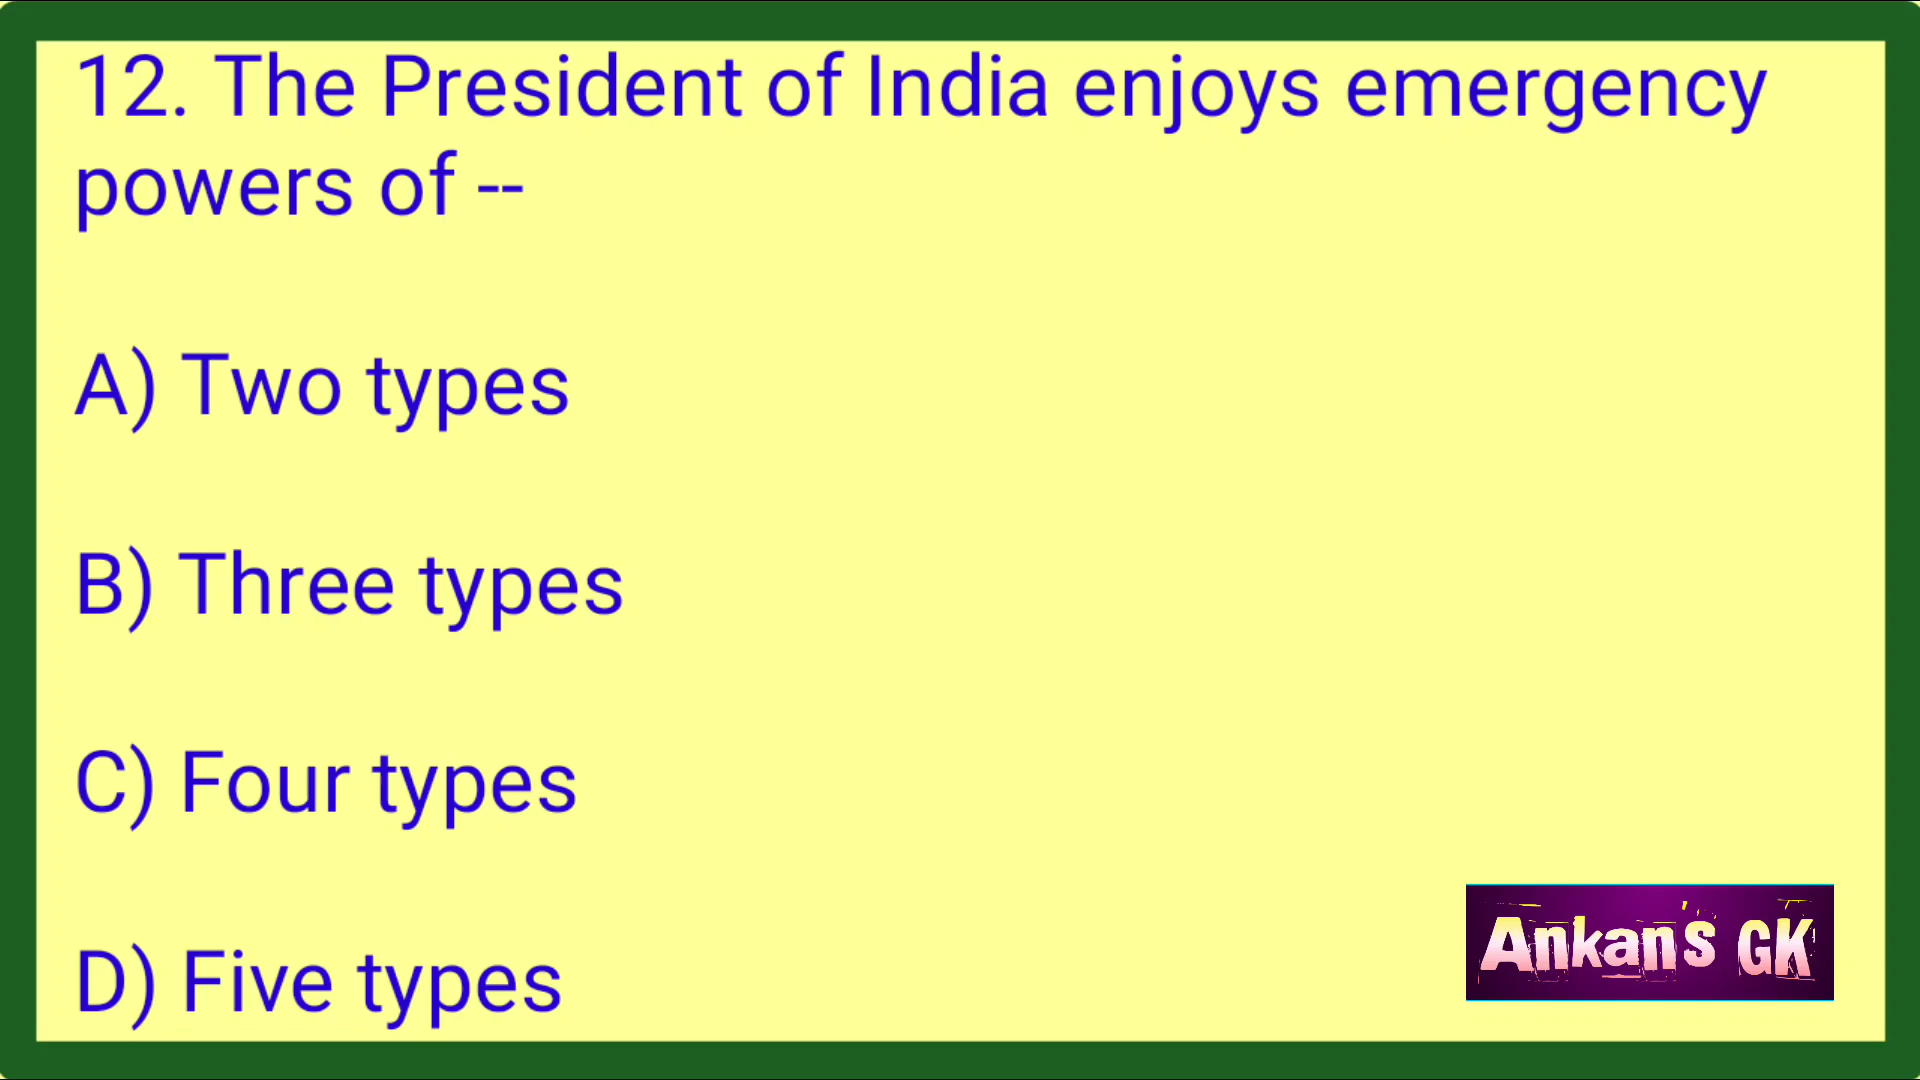 12. The President of India enjoys emergency
powers of --
A) Two types
B) Three types
C) Four types
D) Five types
Ankan's GK